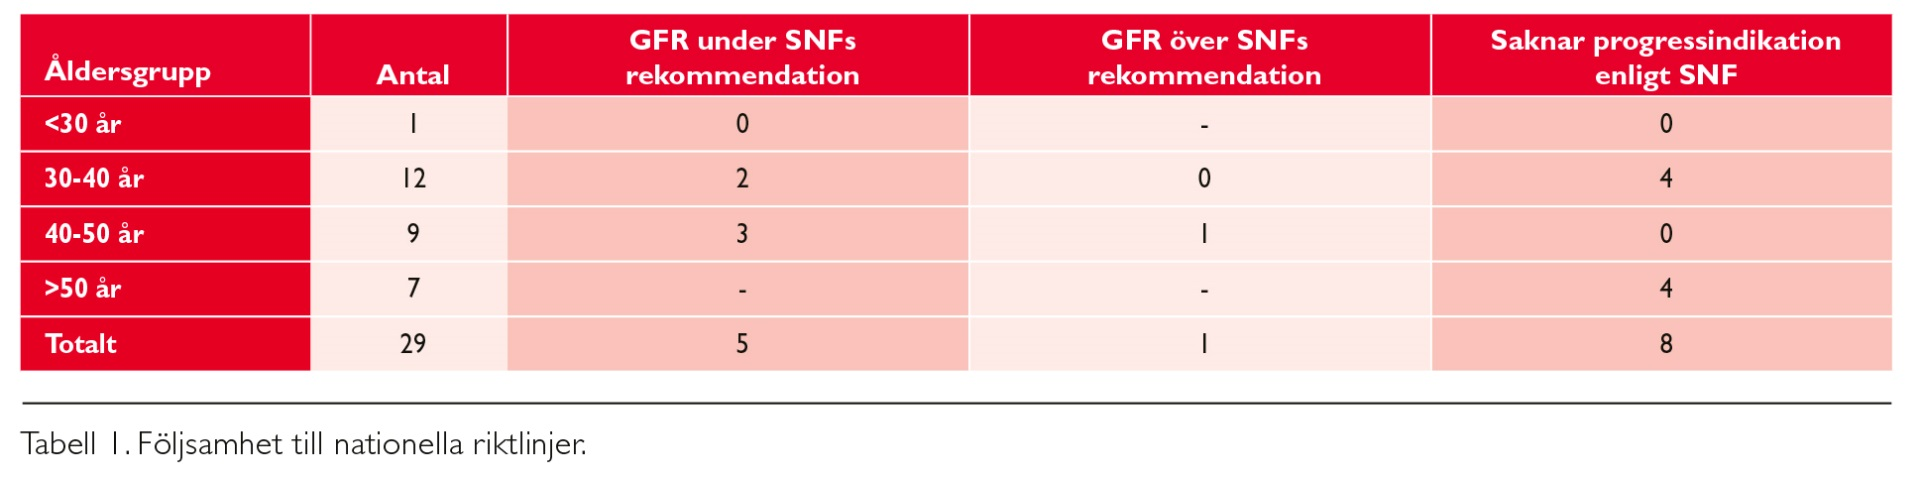 Åldersgrupp Antal GFR under SNFs rekommendation GFR över SNFs rekommendation Saknar progressindikation enligt SNF
<30 år 1 0 - 0
30-40 år 12 2 0 4
40-50 år 9 3 1 0
>50 år 7 - - 4
Totalt 29 5 1 8
Tabell 1. Följsamhet till nationella riktlinjer.